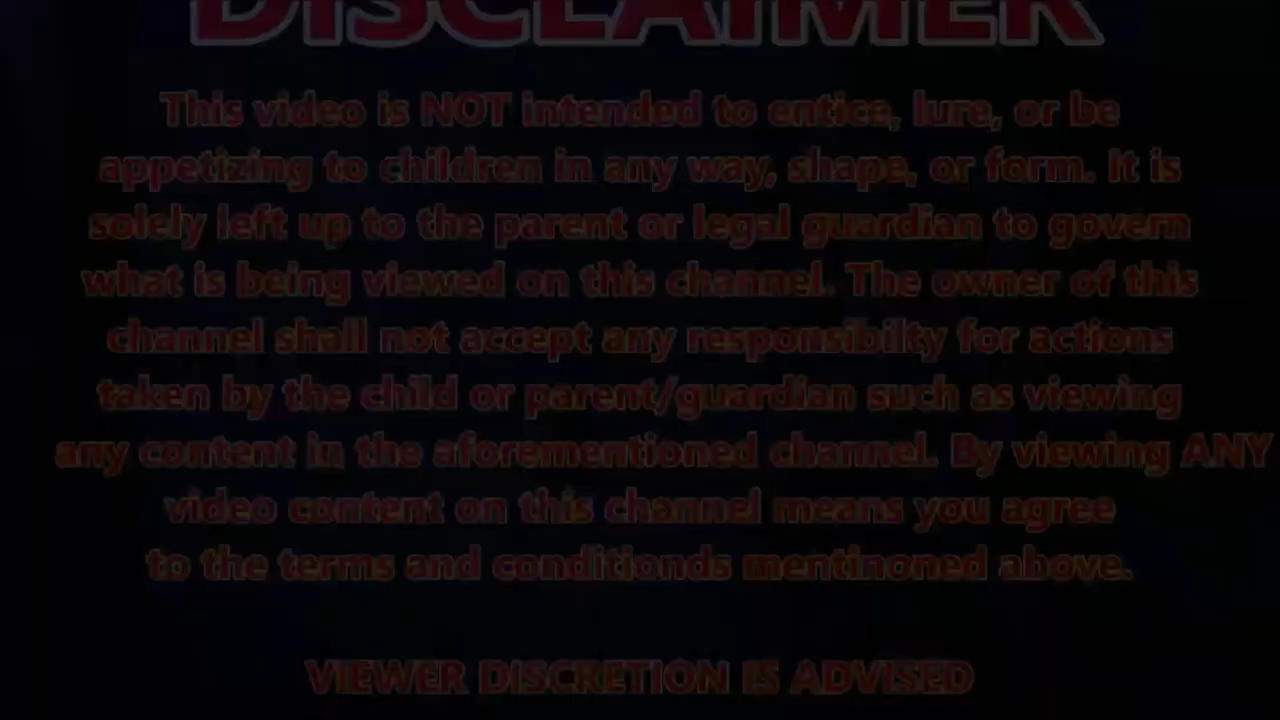 DISCLAIMER
This video is NOT intended to entice, lure, or be
appetizing to children in any way, shape, or form. It is
solely left up to the parent or legal guardian to govern
what is being viewed on this channel. The owner of this
channel shall not accept any responsibilty for actions
taken by the child or parent/guardian such as viewing
any content in the aforementioned channel. By viewing ANY
video content on this channel means you agree
to the terms and conditionds mentinoned above.
VIEWER DISCRETION IS ADVISED